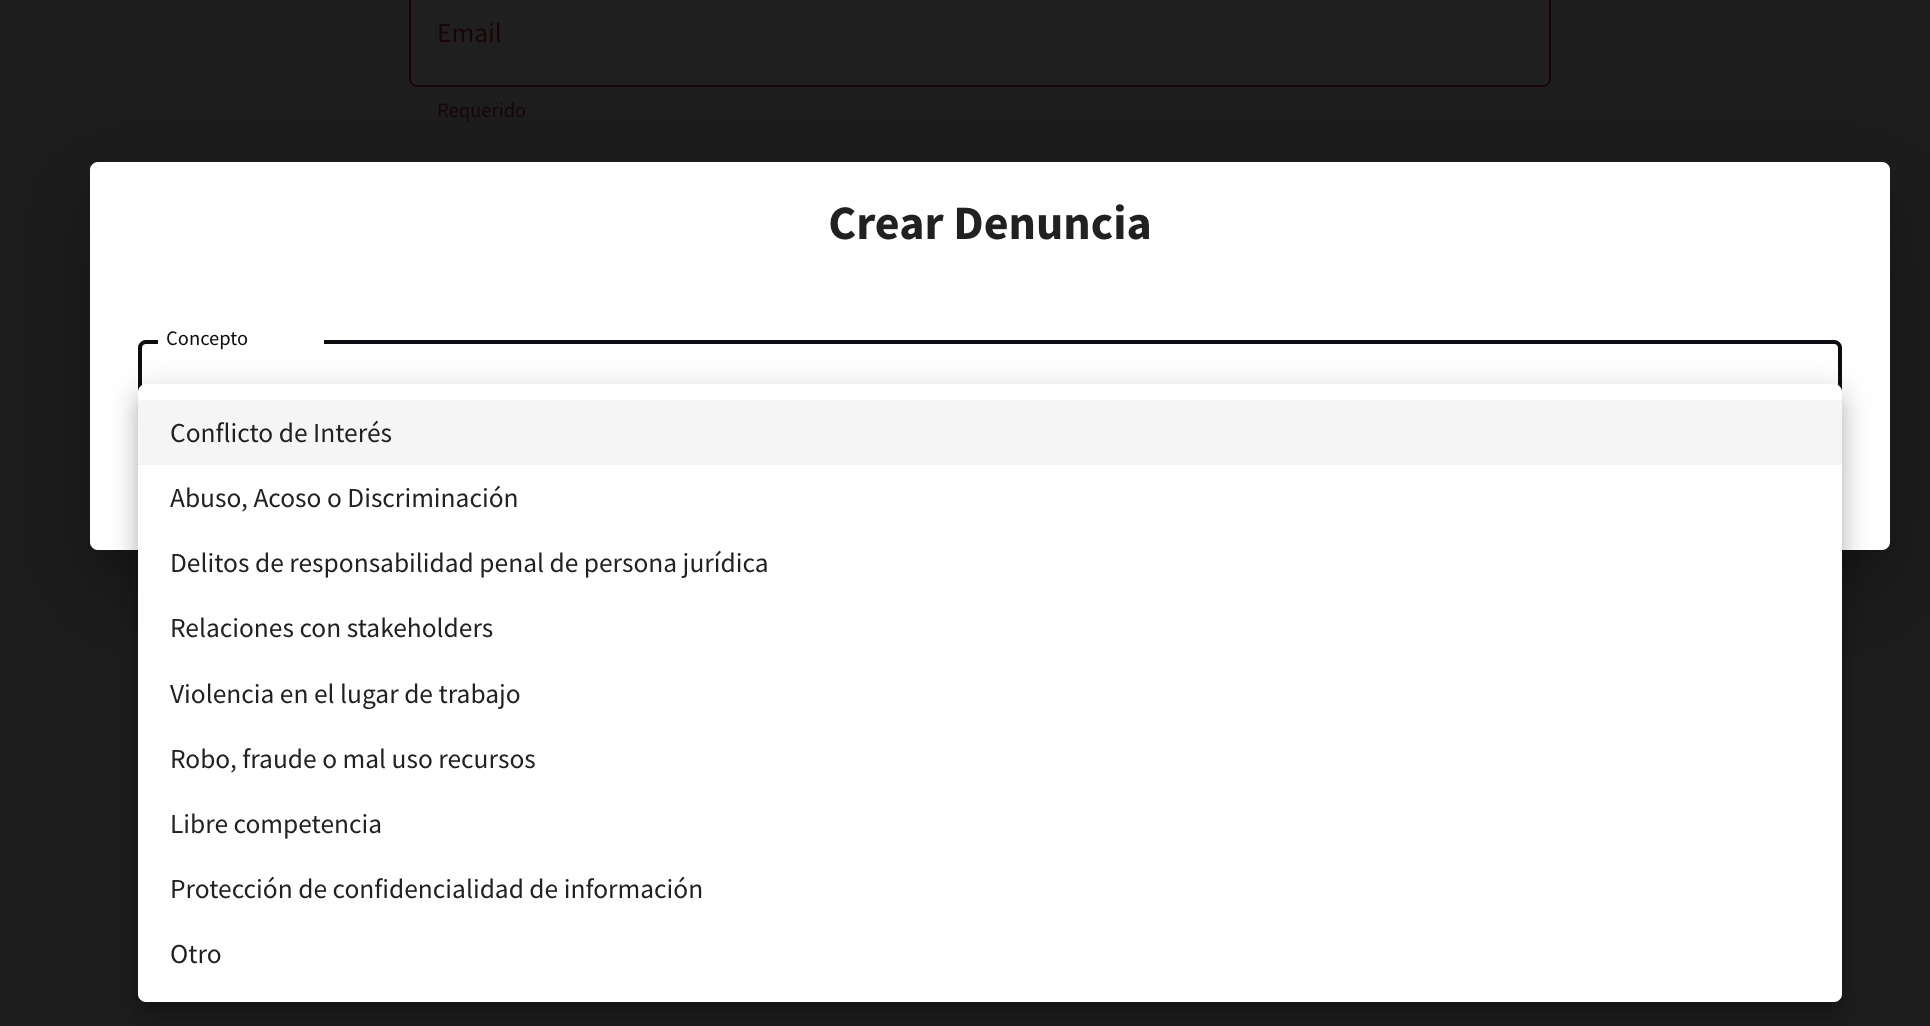 Email
Requerido
Crear Denuncia
Concepto
Conflicto de Interés
Abuso, Acoso o Discriminación
Delitos de responsabilidad penal de persona jurídica
Relaciones con stakeholders
Violencia en el lugar de trabajo
Robo, fraude o mal uso recursos
Libre competencia
Protección de confidencialidad de información
Otro